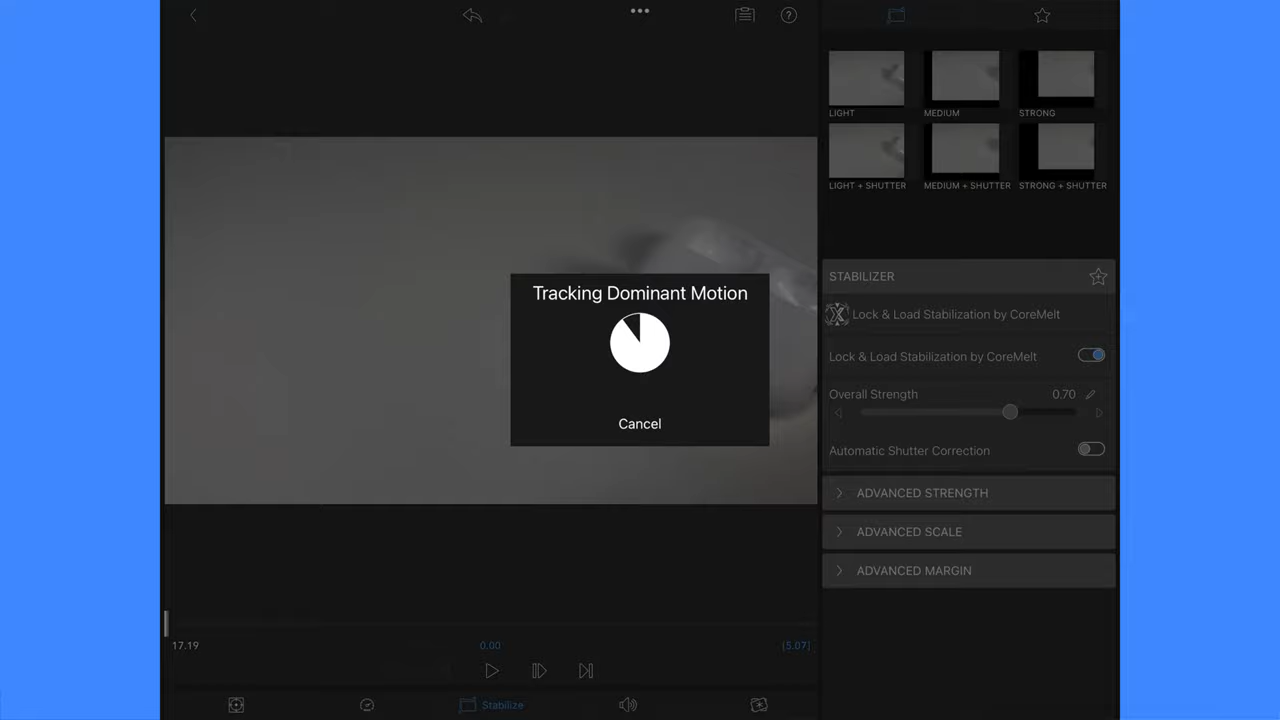 LIGHT
MEDIUM
STRONG
LIGHT + SHUTTER
MEDIUM + SHUTTER
STRONG + SHUTTER
STABILIZER
Tracking Dominant Motion
Cancel
Lock & Load Stabilization by CoreMelt
Lock & Load Stabilization by CoreMelt
Overall Strength 0.70
Automatic Shutter Correction
ADVANCED STRENGTH
ADVANCED SCALE
ADVANCED MARGIN
17.19 0.00 (5.07)
Stabilize